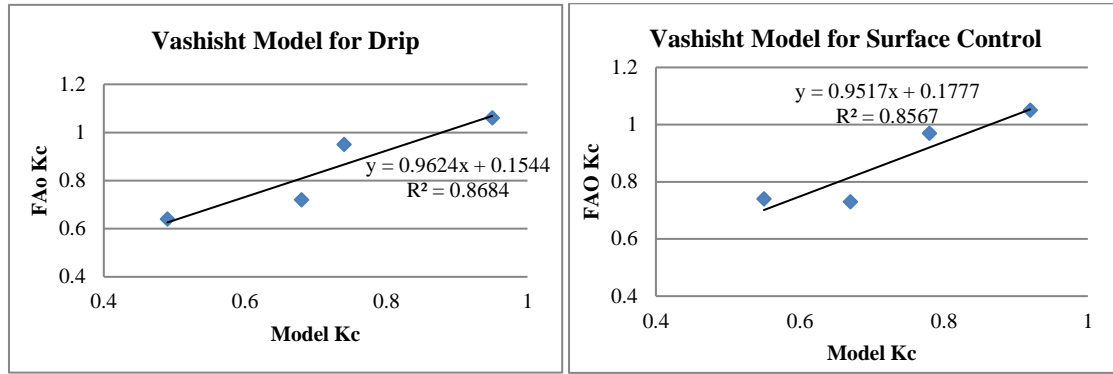 Vashisht Model for Drip
1.2
1
0.8
0.6
0.4
FAo Kc
y = 0.9624x + 0.1544
R² = 0.8684
0.4 0.6 0.8 1
Model Kc
Vashisht Model for Surface Control
1.2
1
0.8
0.6
0.4
FAO Kc
y = 0.9517x + 0.1777
R² = 0.8567
0.4 0.6 0.8 1
Model Kc